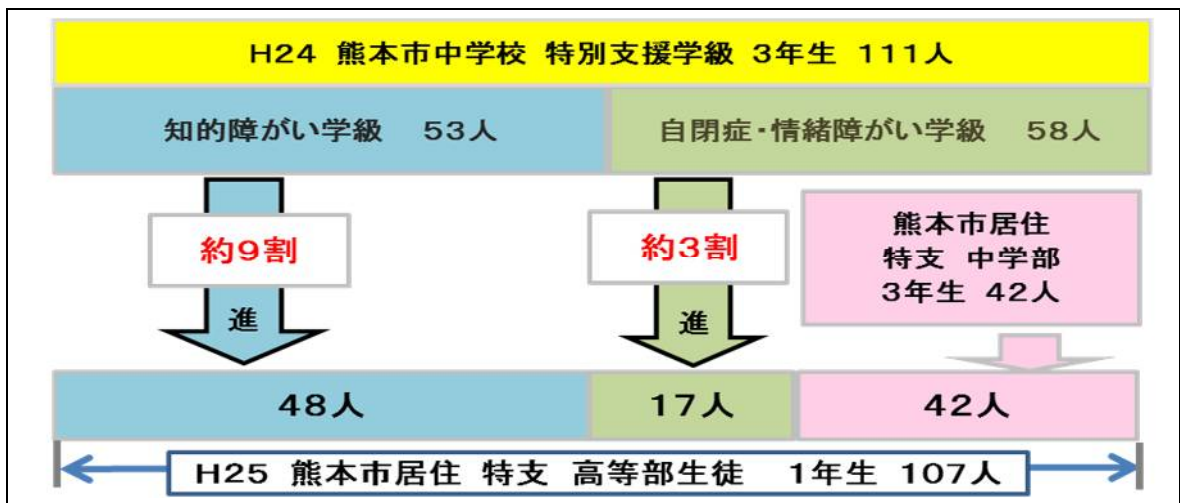 H24 熊本市中学校 特別支援学級 3年生 111人
知的障がい学級 53人
自閉症・情緒障がい学級 58人
約9割
進
約3割
進
熊本市居住
特支 中学部
3年生 42人
48人
17人
42人
H25 熊本市居住 特支 高等部生徒 1年生 107人